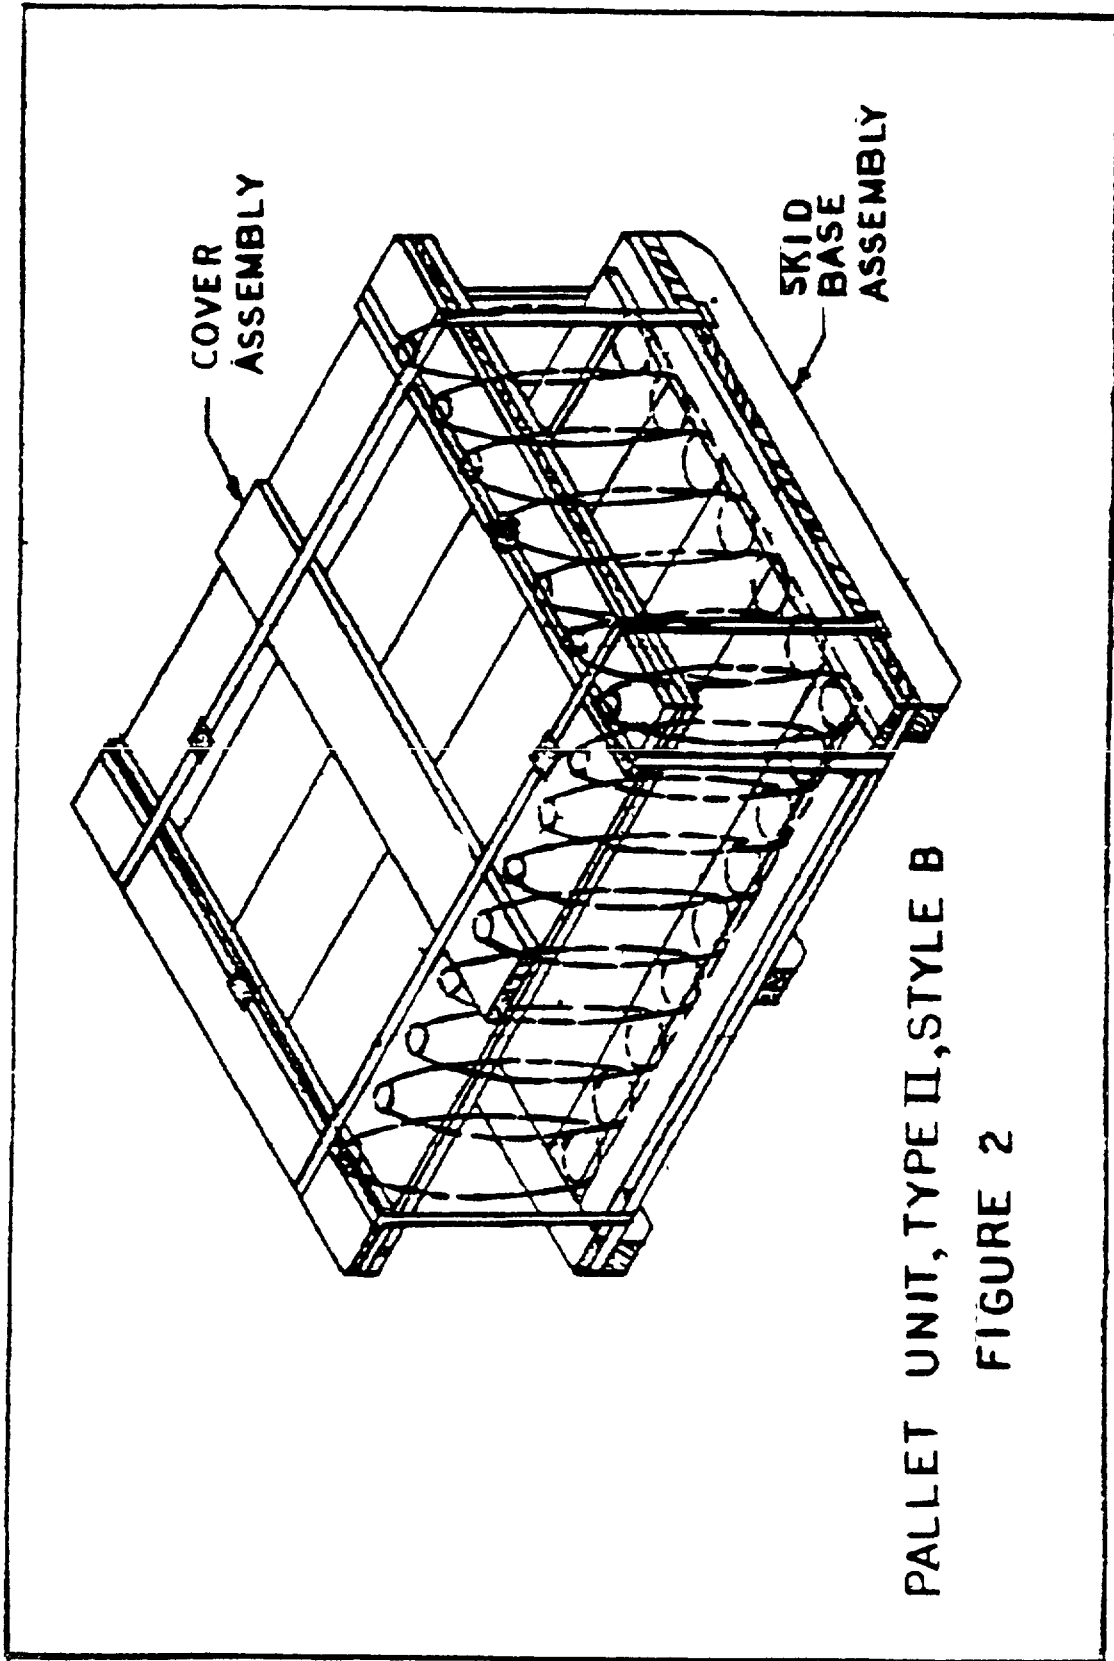 COVER
ASSEMBLY
SKID
BASE
ASSEMBLY
PALLET UNIT, TYPE II, STYLE B
FIGURE 2